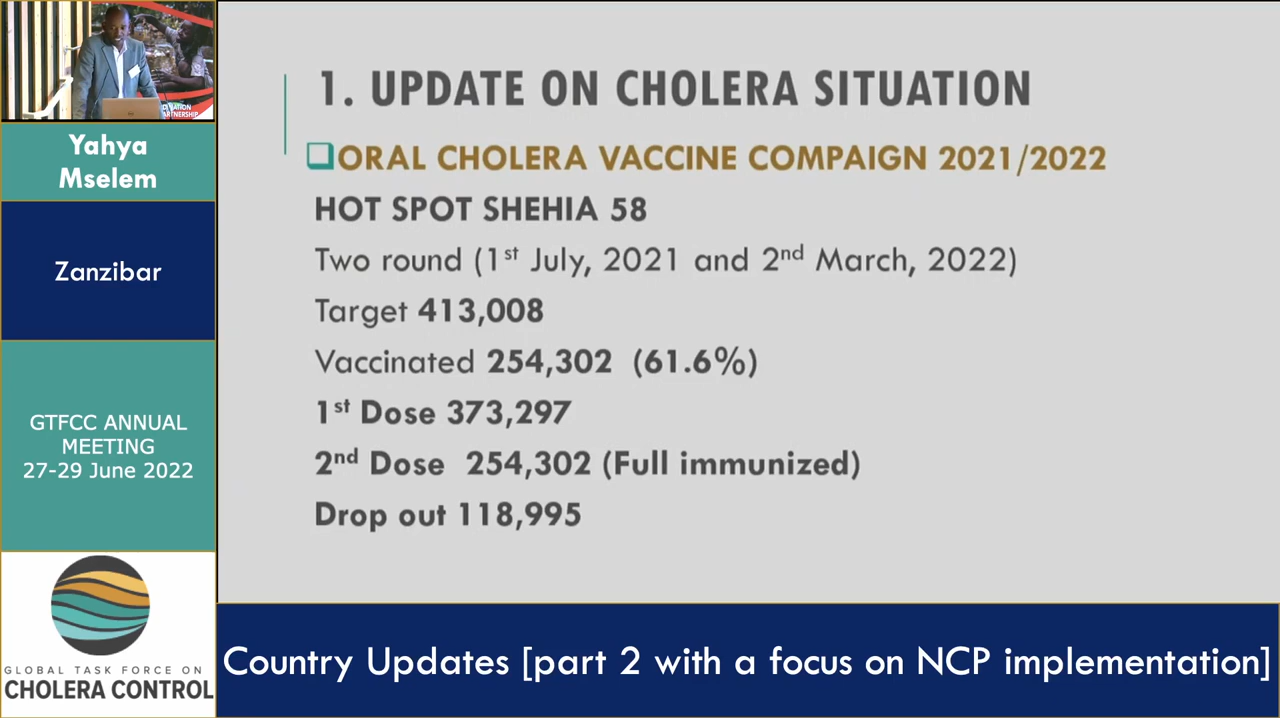 1. UPDATE ON CHOLERA SITUATION
❑ORAL CHOLERA VACCINE COMPAIGN 2021/2022
HOT SPOT SHEHIA 58
Two round (1st July, 2021 and 2nd March, 2022)
Target 413,008
Vaccinated 254,302 (61.6%)
1st Dose 373,297
2nd Dose 254,302 (Full immunized)
Drop out 118,995
Yahya
Mselem
Zanzibar
GTFCC ANNUAL
MEETING
27-29 June 2022
GLOBAL TASK FORCE ON
CHOLERA CONTROL
Country Updates [part 2 with a focus on NCP implementation]